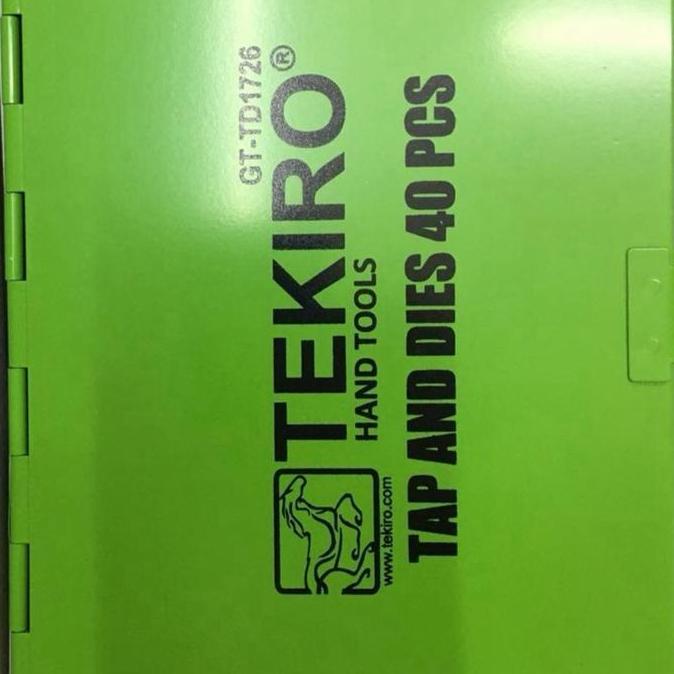 GT-TD1726
TEKIRO®
HAND TOOLS
www.tekiro.com
TAP AND DIES 40 PCS